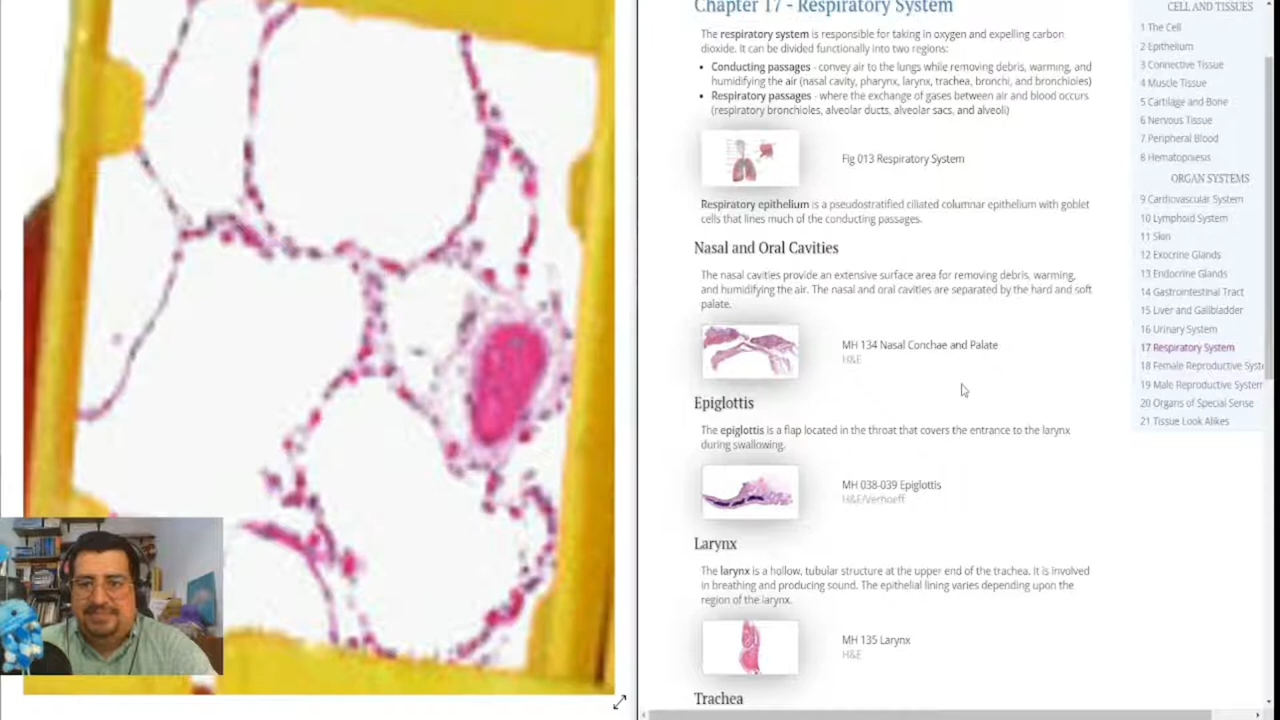 Chapter 17 - Respiratory System
The respiratory system is responsible for taking in oxygen and expelling carbon
dioxide. It can be divided functionally into two regions:
• Conducting passages - convey air to the lungs while removing debris, warming, and
humidifying the air (nasal cavity, pharynx, larynx, trachea, bronchi, and bronchioles)
• Respiratory passages - where the exchange of gases between air and blood occurs
(respiratory bronchioles, alveolar ducts, alveolar sacs, and alveoli)
Fig 013 Respiratory System
Respiratory epithelium is a pseudostratified ciliated columnar epithelium with goblet
cells that lines much of the conducting passages.
Nasal and Oral Cavities
The nasal cavities provide an extensive surface area for removing debris, warming,
and humidifying the air. The nasal and oral cavities are separated by the hard and soft
palate.
MH 134 Nasal Conchae and Palate
H&E
Epiglottis
The epiglottis is a flap located in the throat that covers the entrance to the larynx
during swallowing.
MH 038-039 Epiglottis
H&E/Verhoeff
Larynx
The larynx is a hollow, tubular structure at the upper end of the trachea. It is involved
in breathing and producing sound. The epithelial lining varies depending upon the
region of the larynx.
MH 135 Larynx
H&E
Trachea
CELL AND TISSUES
1 The Cell
2 Epithelium
3 Connective Tissue
4 Muscle Tissue
5 Cartilage and Bone
6 Nervous Tissue
7 Peripheral Blood
8 Hematopoiesis
ORGAN SYSTEMS
9 Cardiovascular System
10 Lymphoid System
11 Skin
12 Exocrine Glands
13 Endocrine Glands
14 Gastrointestinal Tract
15 Liver and Gallbladder
16 Urinary System
17 Respiratory System
18 Female Reproductive Syst
19 Male Reproductive System
20 Organs of Special Sense
21 Tissue Look Alikes